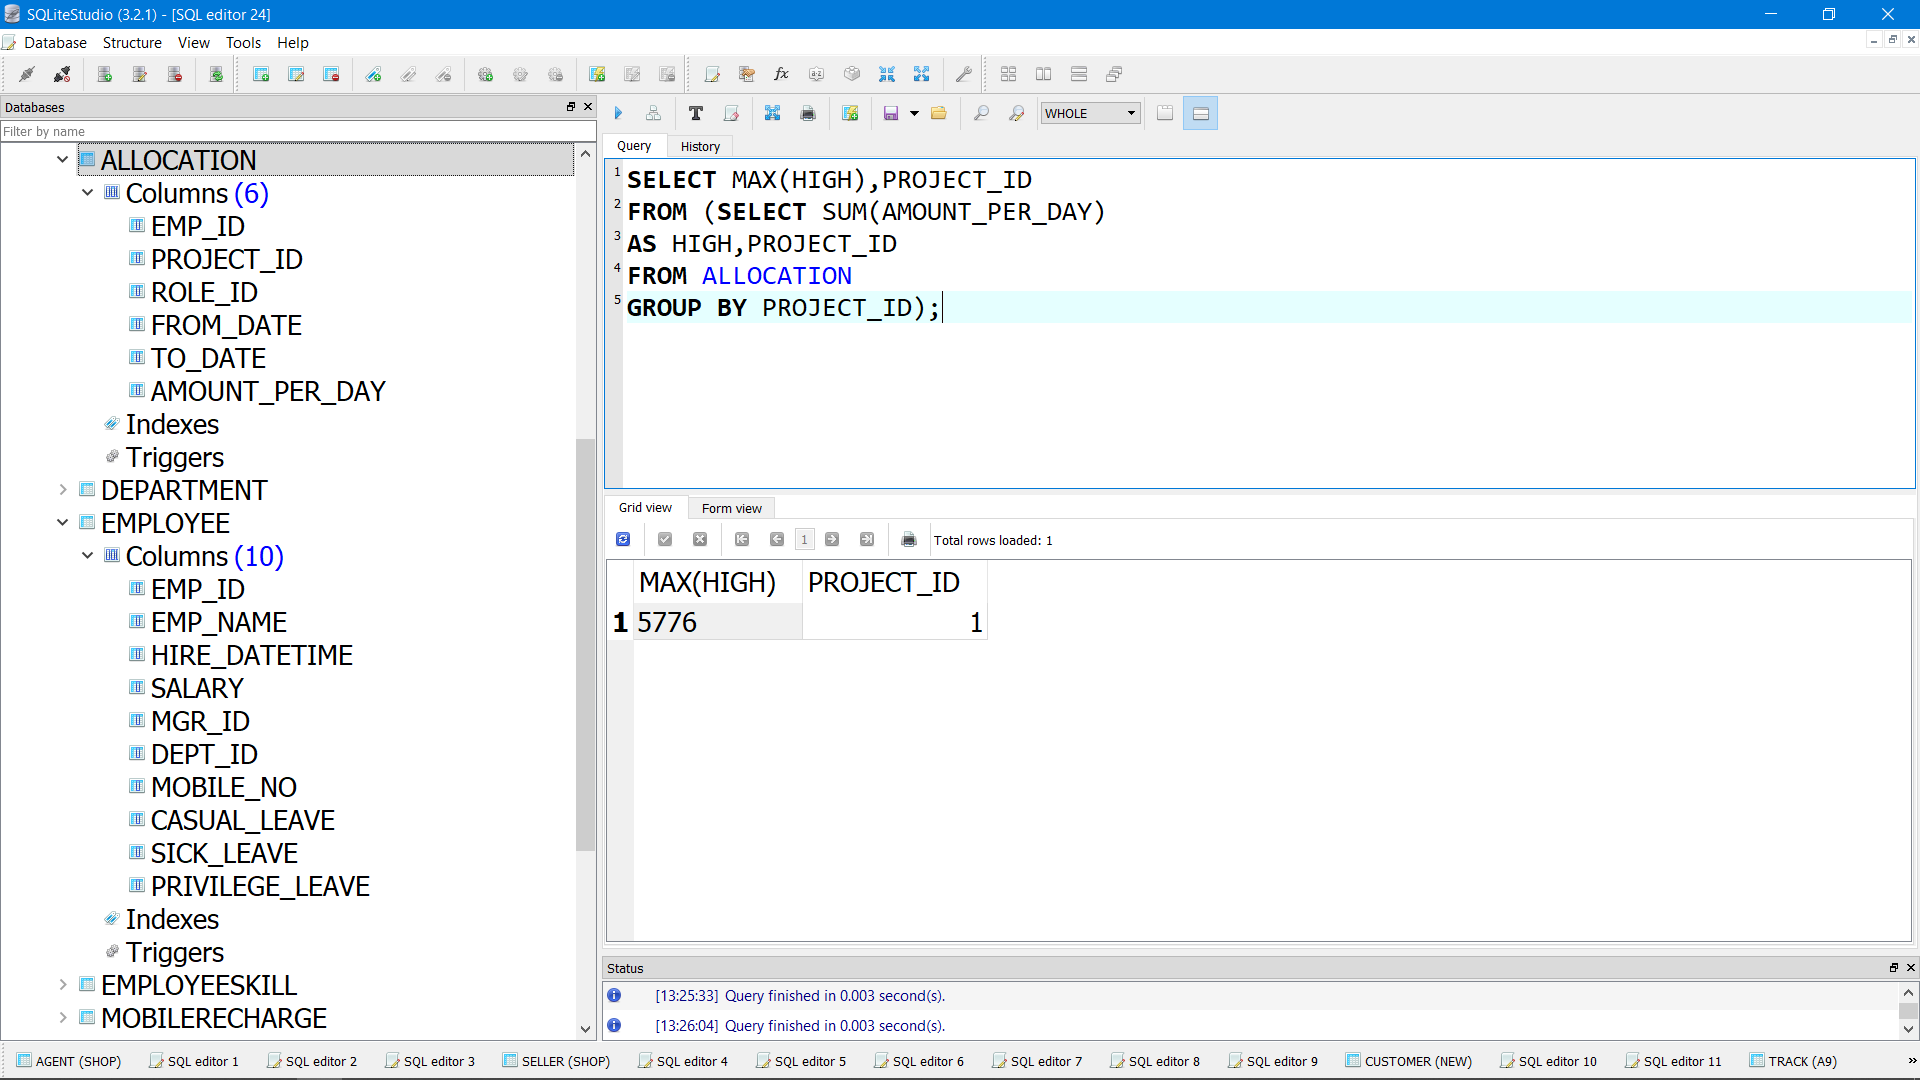 SQLiteStudio (3.2.1) - [SQL editor 24]
Database Structure View Tools Help
Databases
Filter by name
ALLOCATION
Columns (6)
EMP_ID
PROJECT_ID
ROLE_ID
FROM_DATE
TO_DATE
AMOUNT_PER_DAY
Indexes
Triggers
DEPARTMENT
EMPLOYEE
Columns (10)
EMP_ID
EMP_NAME
HIRE_DATETIME
SALARY
MGR_ID
DEPT_ID
MOBILE_NO
CASUAL_LEAVE
SICK_LEAVE
PRIVILEGE_LEAVE
Indexes
Triggers
EMPLOYEESKILL
MOBILERECHARGE
WHOLE
Query History
1 SELECT MAX(HIGH),PROJECT_ID
2 FROM (SELECT SUM(AMOUNT_PER_DAY)
3 AS HIGH,PROJECT_ID
4 FROM ALLOCATION
5 GROUP BY PROJECT_ID);
Grid view Form view
1 Total rows loaded: 1
MAX(HIGH) PROJECT_ID
1 5776 1
Status
[13:25:33] Query finished in 0.003 second(s).
[13:26:04] Query finished in 0.003 second(s).
AGENT (SHOP) SQL editor 1 SQL editor 2 SQL editor 3 SELLER (SHOP) SQL editor 4 SQL editor 5 SQL editor 6 SQL editor 7 SQL editor 8 SQL editor 9 CUSTOMER (NEW) SQL editor 10 SQL editor 11 TRACK (A9) »